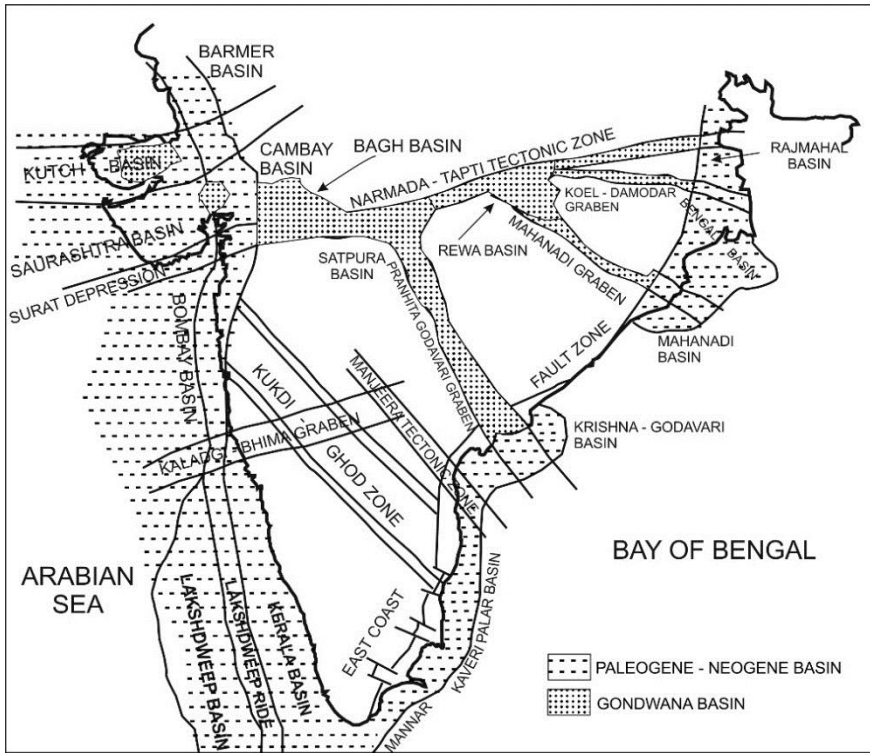 BARMER
BASIN
CAMBAY
BASIN
BAGH BASIN
NARMADA - TAPTI TECTONIC ZONE
RAJMAHAL
BASIN
KUTCH BASIN
KOEL - DAMODAR
GRABEN
BENGAL BASIN
REWA BASIN
MAHANADI GRABEN
SAURASHTRA BASIN
SATPURA
BASIN
SURAT DEPRESSION
PRANHITA GODAVARI GRABEN
BOMBAY BASIN
MAHANADI
BASIN
FAULT ZONE
KUKDI
GHOD ZONE
MANJEERA TECTONIC ZONE
KRISHNA - GODAVARI
BASIN
KALADGI - BHIMA GRABEN
BAY OF BENGAL
ARABIAN
SEA
LAKSHDWEEP BASIN
LAKSHDWEEP RIDE
KERALA BASIN
EAST COAST
KAVERI PALAR BASIN
MANNAR
PALEOGENE - NEOGENE BASIN
GONDWANA BASIN